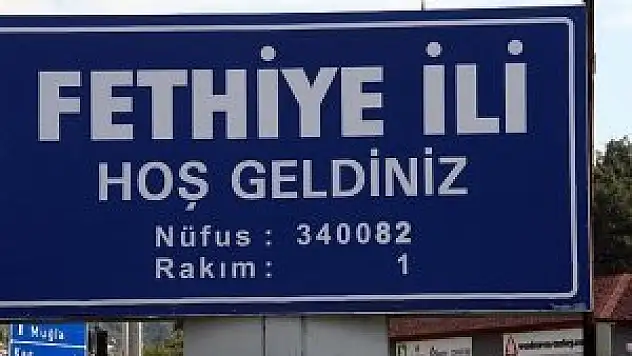 FETHİYE İLİ
HOŞ GELDİNİZ
Nüfus : 340082
Rakım : 1
Muğla